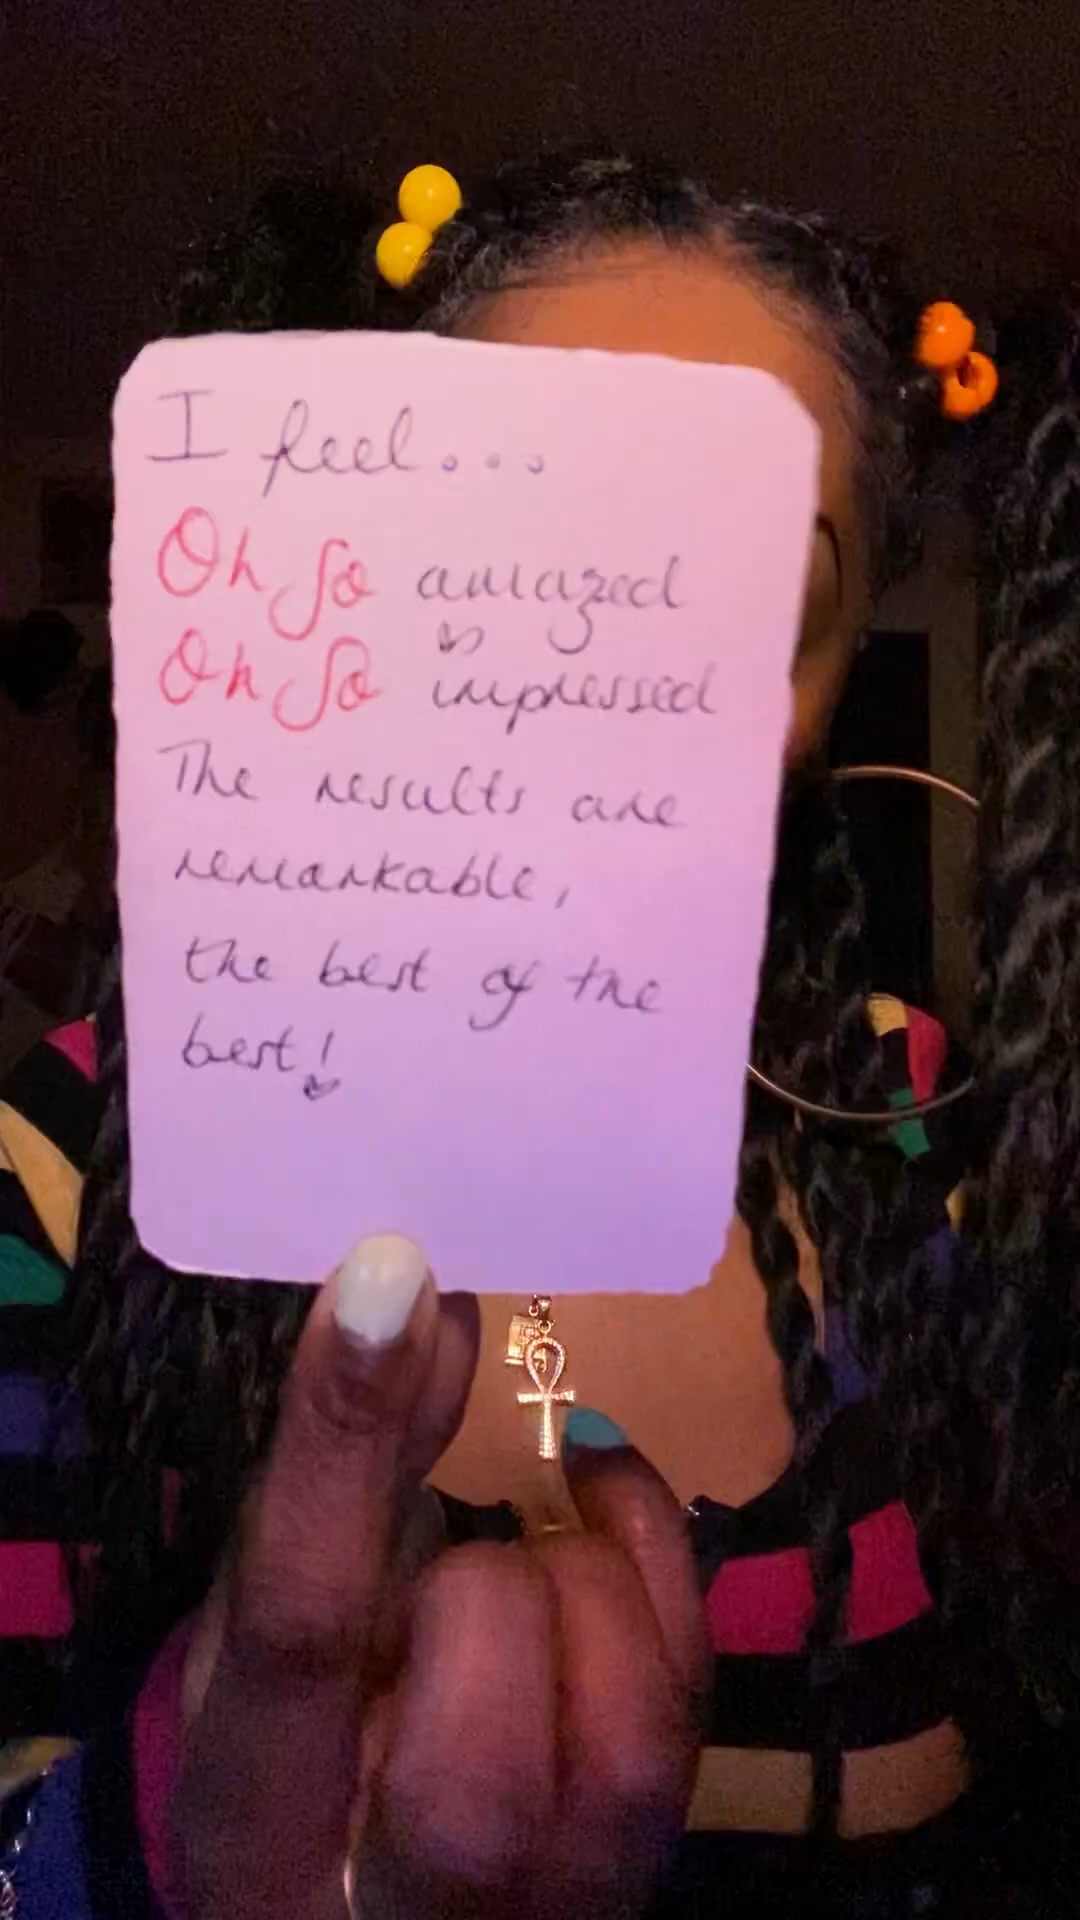 I feel...
Oh So amazed
Oh So impressed
The results are
remarkable,
the best of the
best!